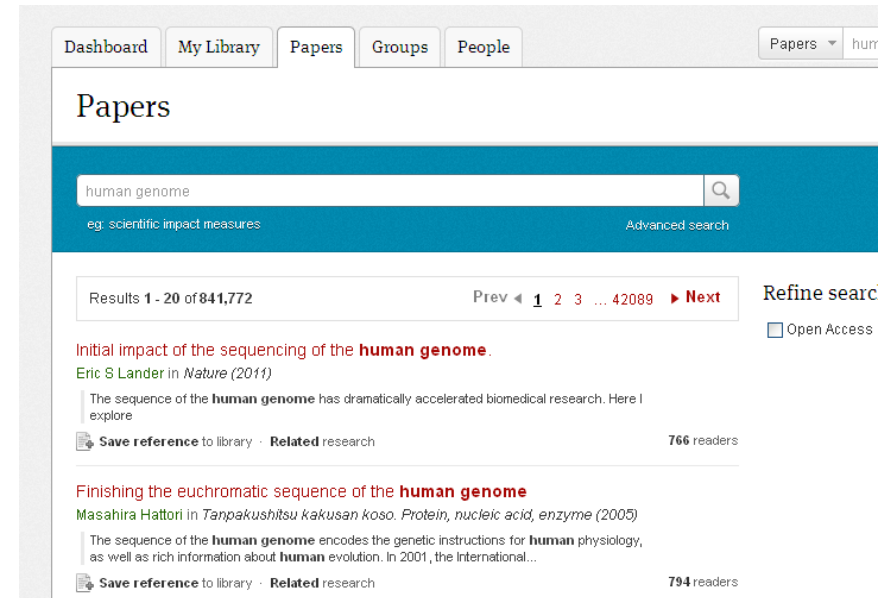 Dashboard My Library Papers Groups People Papers
Papers
human genome
eg: scientific impact measures Advanced search
Results 1 - 20 of 841,772 Prev 1 2 3 ... 42089 Next
Refine
Open Access
Initial impact of the sequencing of the human genome.
Eric S Lander in Nature (2011)
The sequence of the human genome has dramatically accelerated biomedical research. Here I
explore
Save reference to library · Related research 766 readers
Finishing the euchromatic sequence of the human genome
Masahira Hattori in Tanpakushitsu kakusan koso. Protein, nucleic acid, enzyme (2005)
The sequence of the human genome encodes the genetic instructions for human physiology,
as well as rich information about human evolution. In 2001, the International...
Save reference to library · Related research 794 readers